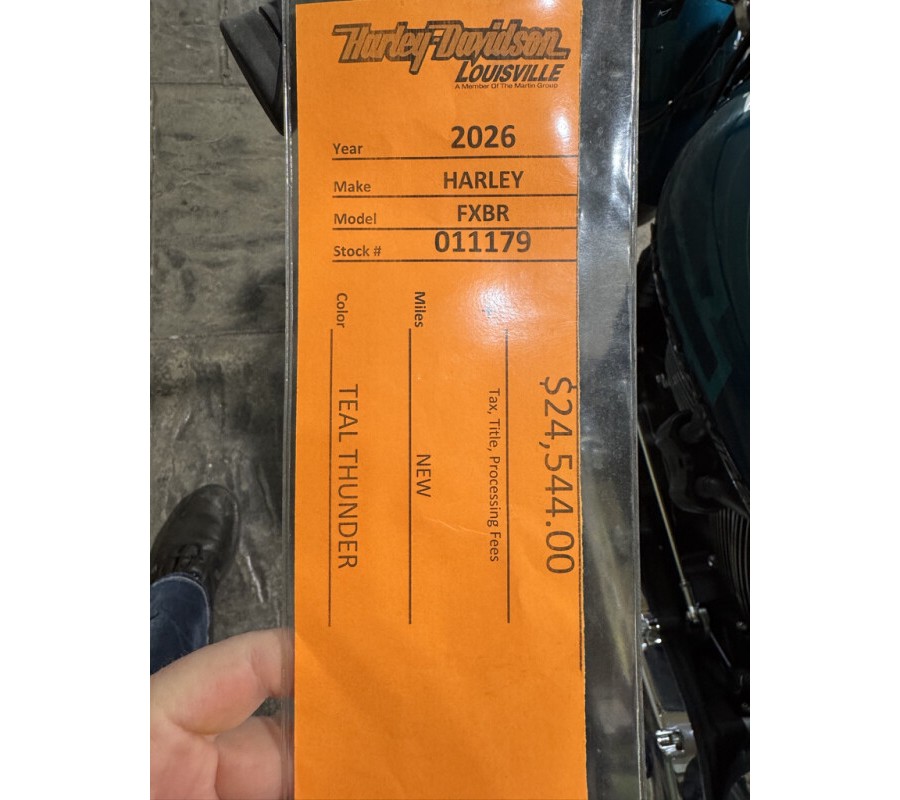 Harley-Davidson
LOUISVILLE
A Member Of The Martin Group
Year 2026
Make HARLEY
Model FXBR
Stock # 011179
$24,544.00
Tax, Title, Processing Fees
Miles NEW
Color TEAL THUNDER